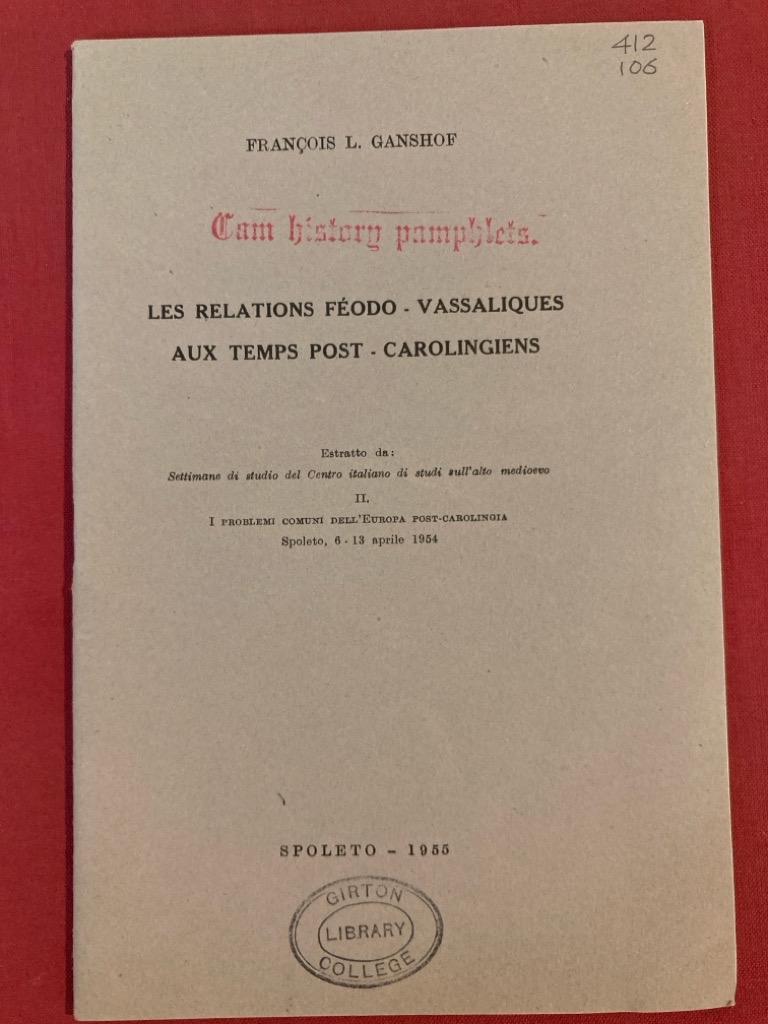 412
106
FRANÇOIS L. GANSHOF
Cam history pamphlets.
LES RELATIONS FÉODO - VASSALIQUES
AUX TEMPS POST - CAROLINGIENS
Estratto da:
Settimane di studio del Centro italiano di studi sull'alto medioevo
II.
I PROBLEMI COMUNI DELL'EUROPA POST-CAROLINGIA
Spoleto, 6 - 13 aprile 1954
SPOLETO - 1955
GIRTON
LIBRARY
COLLEGE